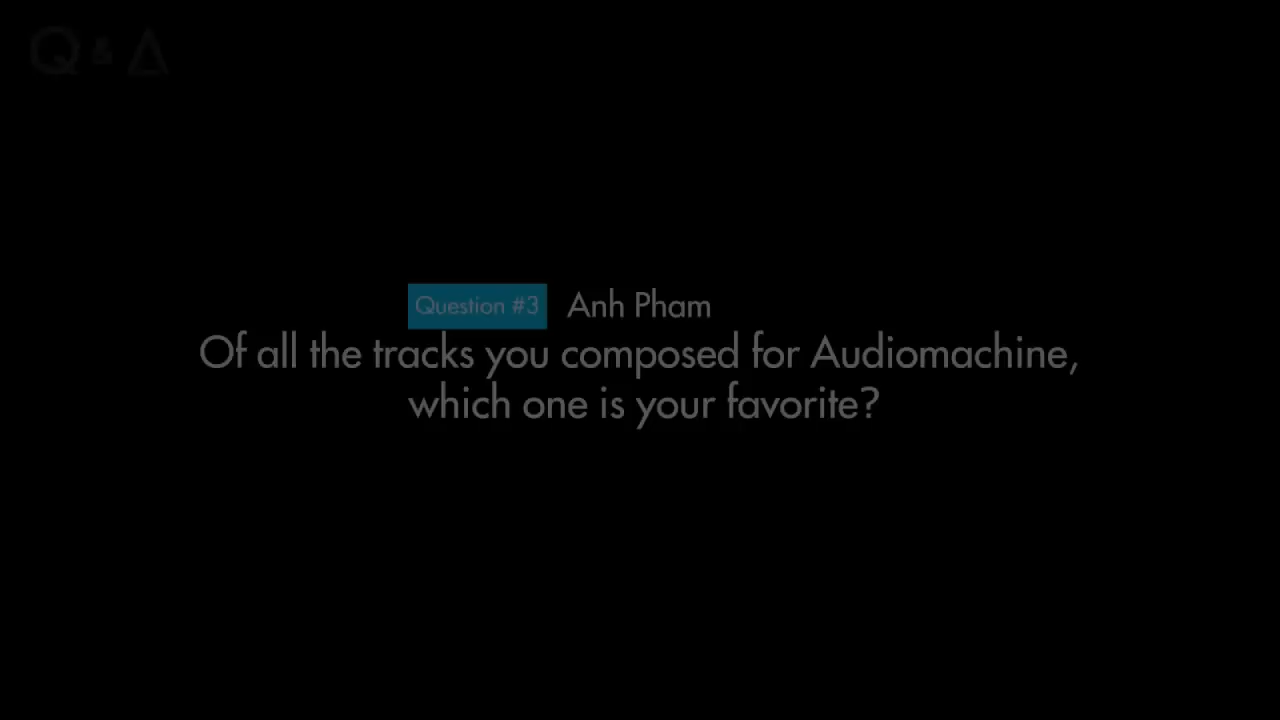 Q & A
Question #3 Anh Pham
Of all the tracks you composed for Audiomachine,
which one is your favorite?